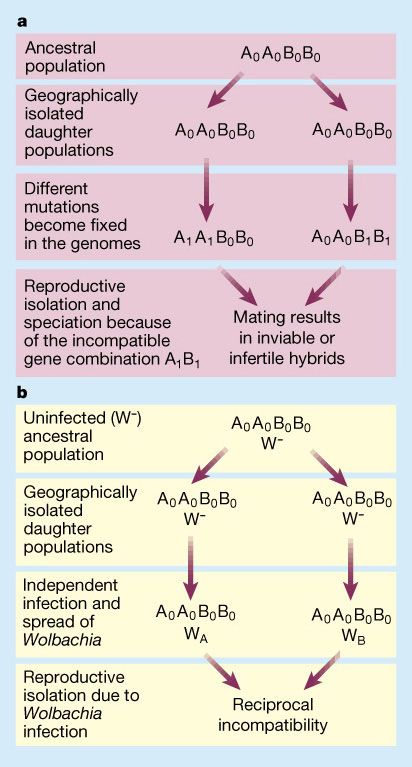 a
Ancestral
population
A₀A₀B₀B₀
Geographically
isolated
daughter
populations
A₀A₀B₀B₀
A₀A₀B₀B₀
Different
mutations
become fixed
in the genomes
A₁A₁B₀B₀
A₀A₀B₁B₁
Reproductive
isolation and
speciation because
of the incompatible
gene combination A₁B₁
Mating results
in inviable or
infertile hybrids
b
Uninfected (W⁻)
ancestral
population
A₀A₀B₀B₀
W⁻
Geographically
isolated
daughter
populations
A₀A₀B₀B₀
W⁻
A₀A₀B₀B₀
W⁻
Independent
infection and
spread of
Wolbachia
A₀A₀B₀B₀
W_A
A₀A₀B₀B₀
W_B
Reproductive
isolation due to
Wolbachia
infection
Reciprocal
incompatibility